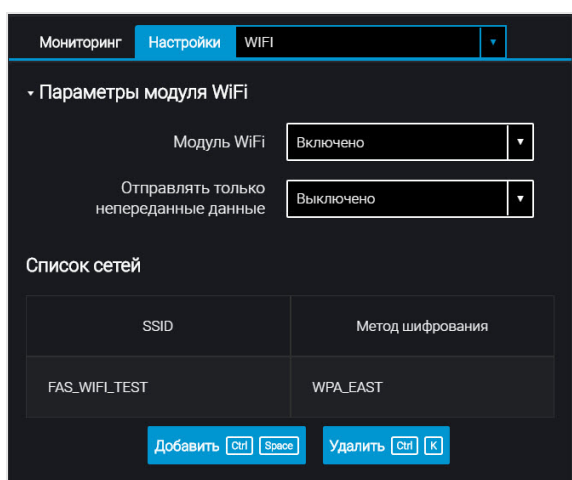 Мониторинг Настройки WIFI
Параметры модуля WiFi
Модуль WiFi Включено
Отправлять только
непереданные данные Выключено
Список сетей
SSID Метод шифрования
FAS_WIFI_TEST WPA_EAST
Добавить Ctrl Space Удалить Ctrl K